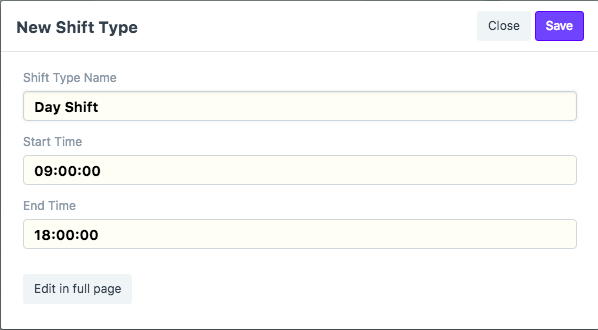 New Shift Type
Close
Save
Shift Type Name
Day Shift
Start Time
09:00:00
End Time
18:00:00
Edit in full page